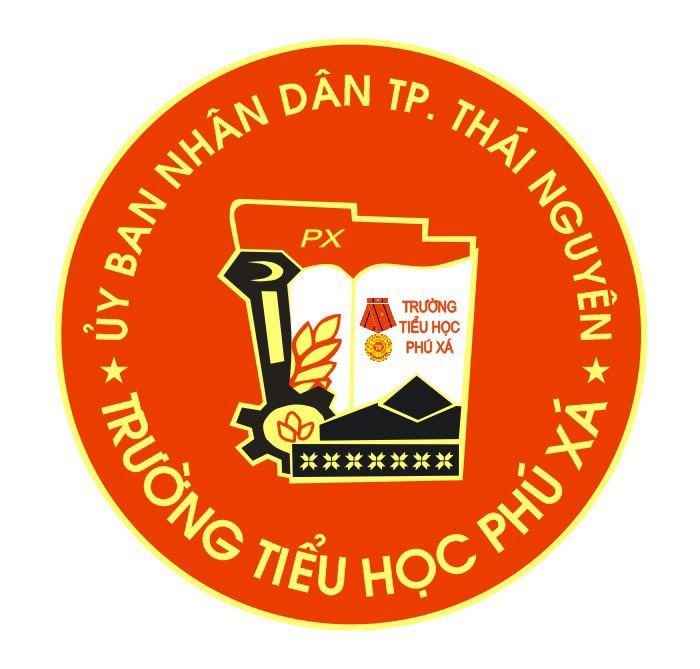 ỦY BAN NHÂN DÂN TP. THÁI NGUYÊN
PX
TRƯỜNG
TIỂU HỌC
PHÚ XÁ
TRƯỜNG TIỂU HỌC PHÚ XÁ